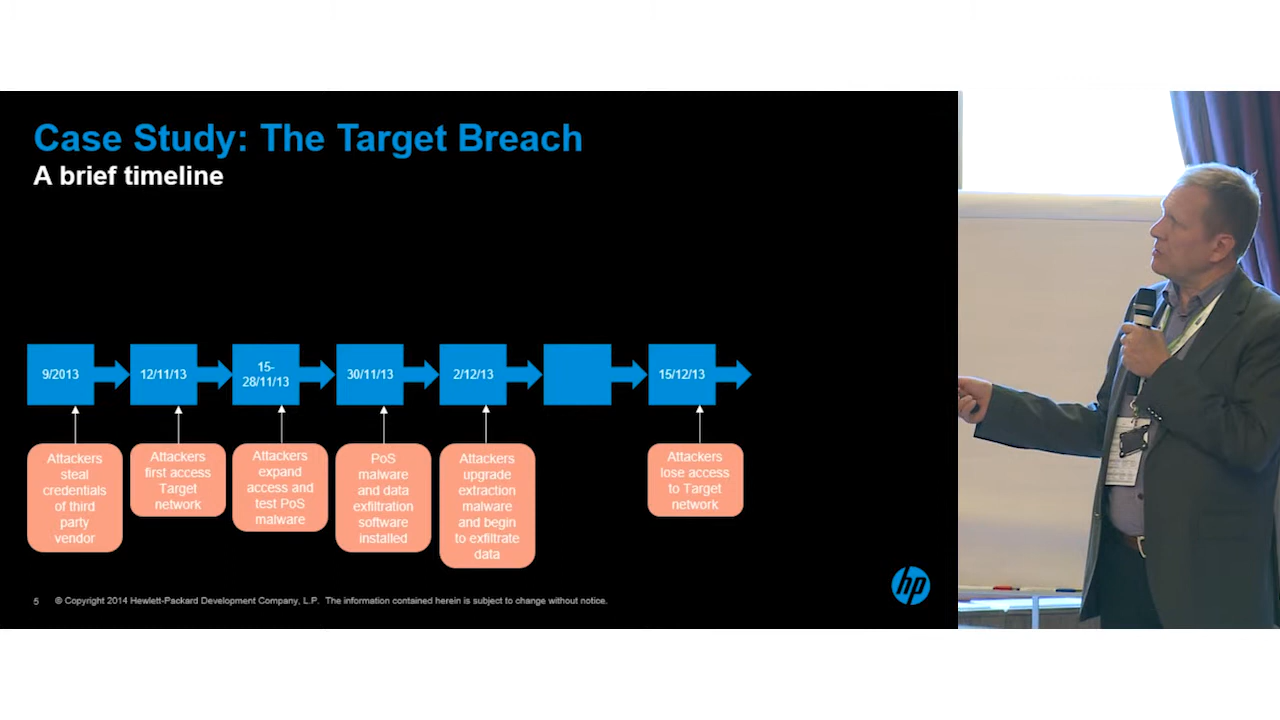 Case Study: The Target Breach
A brief timeline
9/2013
12/11/13
15-
28/11/13
30/11/13
2/12/13
15/12/13
Attackers
steal
credentials
of third
party
vendor
Attackers
first access
Target
network
Attackers
expand
access and
test PoS
malware
PoS
malware
and data
exfiltration
software
installed
Attackers
upgrade
extraction
malware
and begin
to exfiltrate
data
Attackers
lose access
to Target
network
5 © Copyright 2014 Hewlett-Packard Development Company, L.P. The information contained herein is subject to change without notice.
hp